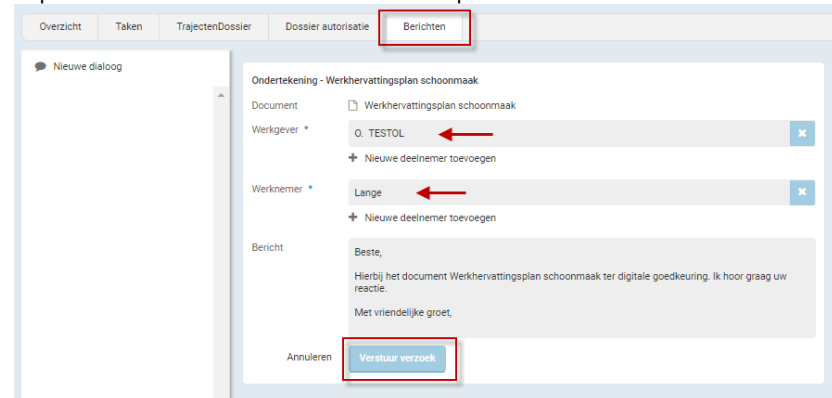 Overzicht Taken TrajectenDossier Dossier autorisatie Berichten
Nieuwe dialoog
Ondertekening - Werkhervattingsplan schoonmaak
Document Werkhervattingsplan schoonmaak
Werkgever * O. TESTOL
+ Nieuwe deelnemer toevoegen
Werknemer * Lange
+ Nieuwe deelnemer toevoegen
Bericht Beste,
Hierbij het document Werkhervattingsplan schoonmaak ter digitale goedkeuring. Ik hoor graag uw
reactie.
Met vriendelijke groet,
Annuleren Verstuur verzoek